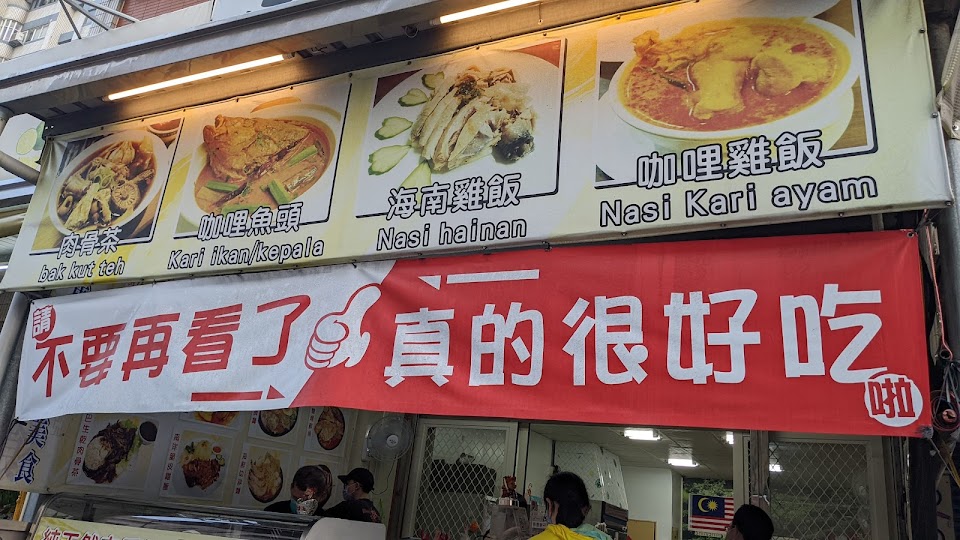 肉骨茶
bak kut teh
咖哩魚頭
Kari ikan/kepala
海南雞飯
Nasi hainan
咖哩雞飯
Nasi Kari ayam
請
不要再看了
真的很好吃
啦
美食